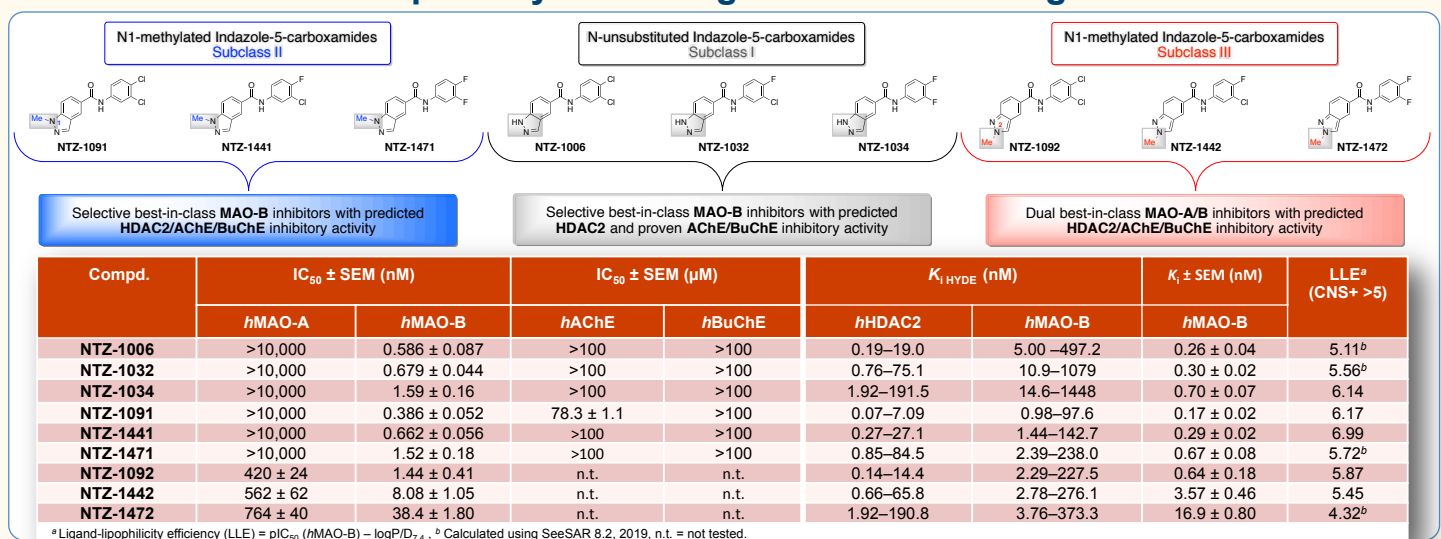 N1-methylated Indazole-5-carboxamides
Subclass II
N-unsubstituted Indazole-5-carboxamides
Subclass I
N1-methylated Indazole-5-carboxamides
Subclass III
NTZ-1091
NTZ-1441
NTZ-1471
NTZ-1006
NTZ-1032
NTZ-1034
NTZ-1092
NTZ-1442
NTZ-1472
Selective best-in-class MAO-B inhibitors with predicted
HDAC2/AChE/BuChE inhibitory activity
Selective best-in-class MAO-B inhibitors with predicted
HDAC2 and proven AChE/BuChE inhibitory activity
Dual best-in-class MAO-A/B inhibitors with predicted
HDAC2/AChE/BuChE inhibitory activity
Compd. IC50 ± SEM (nM) IC50 ± SEM (µM) Ki HYDE (nM) Ki ± SEM (nM) LLEa
(CNS+ >5)
hMAO-A hMAO-B hAChE hBuChE hHDAC2 hMAO-B hMAO-B
NTZ-1006 >10,000 0.586 ± 0.087 >100 >100 0.19–19.0 5.00 –497.2 0.26 ± 0.04 5.11b
NTZ-1032 >10,000 0.679 ± 0.044 >100 >100 0.76–75.1 10.9–1079 0.30 ± 0.02 5.56b
NTZ-1034 >10,000 1.59 ± 0.16 >100 >100 1.92–191.5 14.6-1448 0.70 ± 0.07 6.14
NTZ-1091 >10,000 0.386 ± 0.052 78.3 ± 1.1 >100 0.07–7.09 0.98–97.6 0.17 ± 0.02 6.17
NTZ-1441 >10,000 0.662 ± 0.056 >100 >100 0.27–27.1 1.44–142.7 0.29 ± 0.02 6.99
NTZ-1471 >10,000 1.52 ± 0.18 >100 >100 0.85–84.5 2.39–238.0 0.67 ± 0.08 5.72b
NTZ-1092 420 ± 24 1.44 ± 0.41 n.t. n.t. 0.14–14.4 2.29–227.5 0.64 ± 0.18 5.87
NTZ-1442 562 ± 62 8.08 ± 1.05 n.t. n.t. 0.66–65.8 2.78–276.1 3.57 ± 0.46 5.45
NTZ-1472 764 ± 40 38.4 ± 1.80 n.t. n.t. 1.92–190.8 3.76–373.3 16.9 ± 0.80 4.32b
a Ligand-lipophilicity efficiency (LLE) = pIC50 (hMAO-B) – logP/D7.4 , b Calculated using SeeSAR 8.2, 2019, n.t. = not tested.